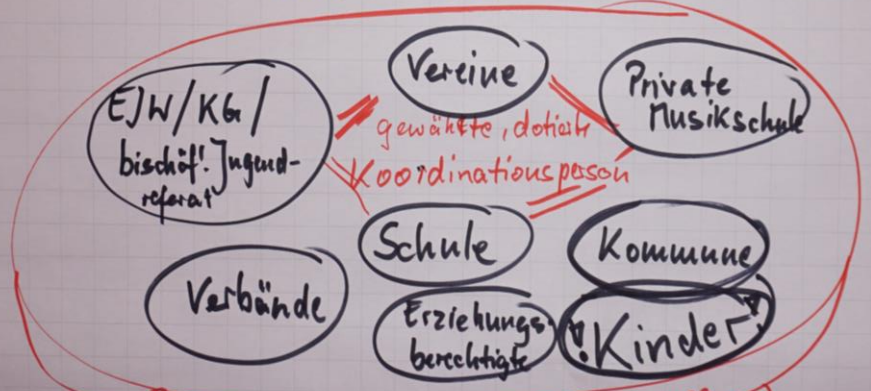 Vereine
Private
Musikschule
EJW/KG/
bischöfl. Jugend-
referat
gewählte, dotierte
Koordinationsperson
Schule
Kommune
Verbände
Erziehungs-
berechtigte
!Kinder!